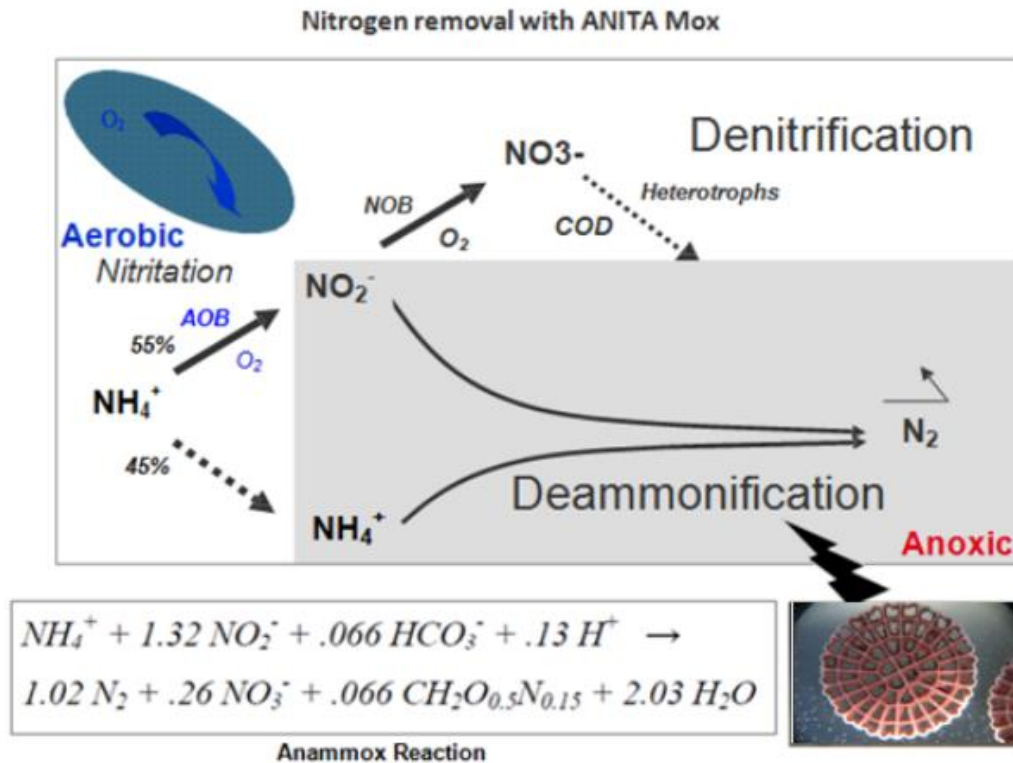 Nitrogen removal with ANITA Mox
O₂
Denitrification
NO3-
NOB
O₂
Heterotrophs
COD
Aerobic
Nitritation
NO₂⁻
AOB
55%
O₂
NH₄⁺
45%
N₂
Deammonification
NH₄⁺
Anoxic
NH₄⁺ + 1.32 NO₂⁻ + .066 HCO₃⁻ + .13 H⁺ →
1.02 N₂ + .26 NO₃⁻ + .066 CH₂O₀.₅N₀.₁₅ + 2.03 H₂O
Anammox Reaction